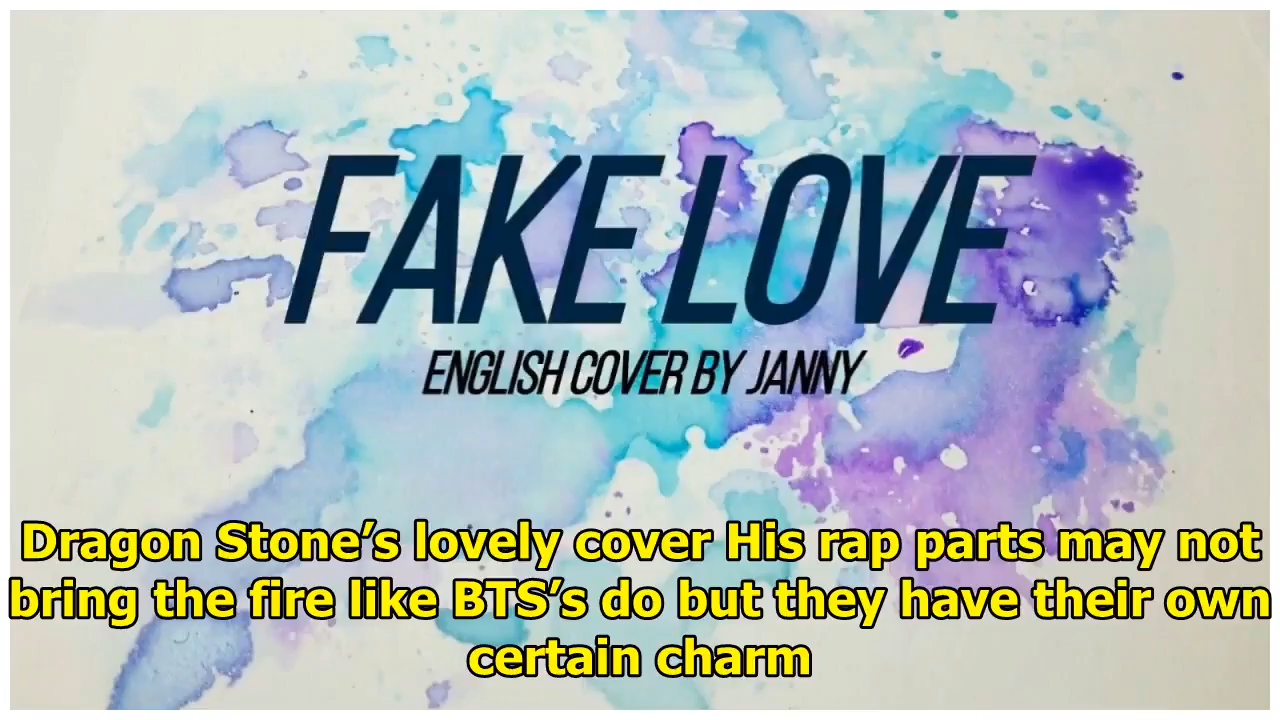 FAKE LOVE
ENGLISH COVER BY JANNY
Dragon Stone’s lovely cover His rap parts may not
bring the fire like BTS’s do but they have their own
certain charm